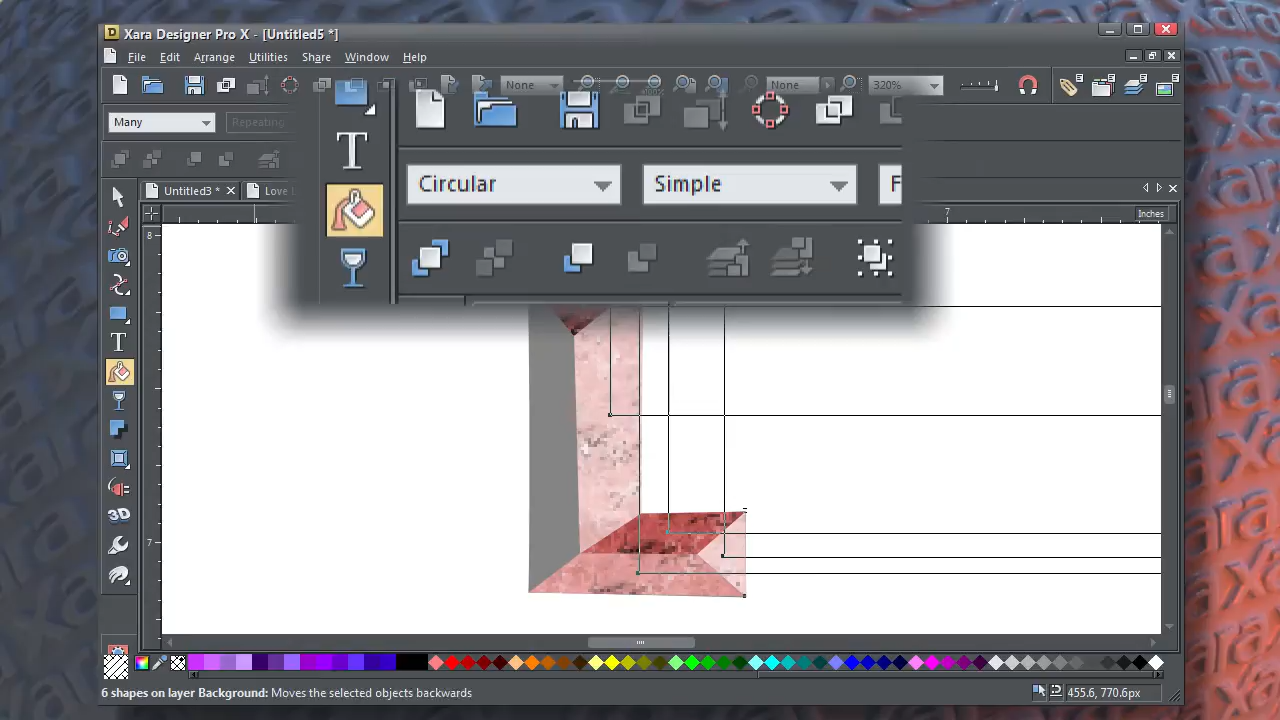 Xara Designer Pro X - [Untitled5 *]
File Edit Arrange Utilities Share Window Help
None None 320%
Many Repeating
Circular Simple F
Untitled3 * Love
7 Inches
8
7
T
T
3D
6 shapes on layer Background: Moves the selected objects backwards 455.6, 770.6px